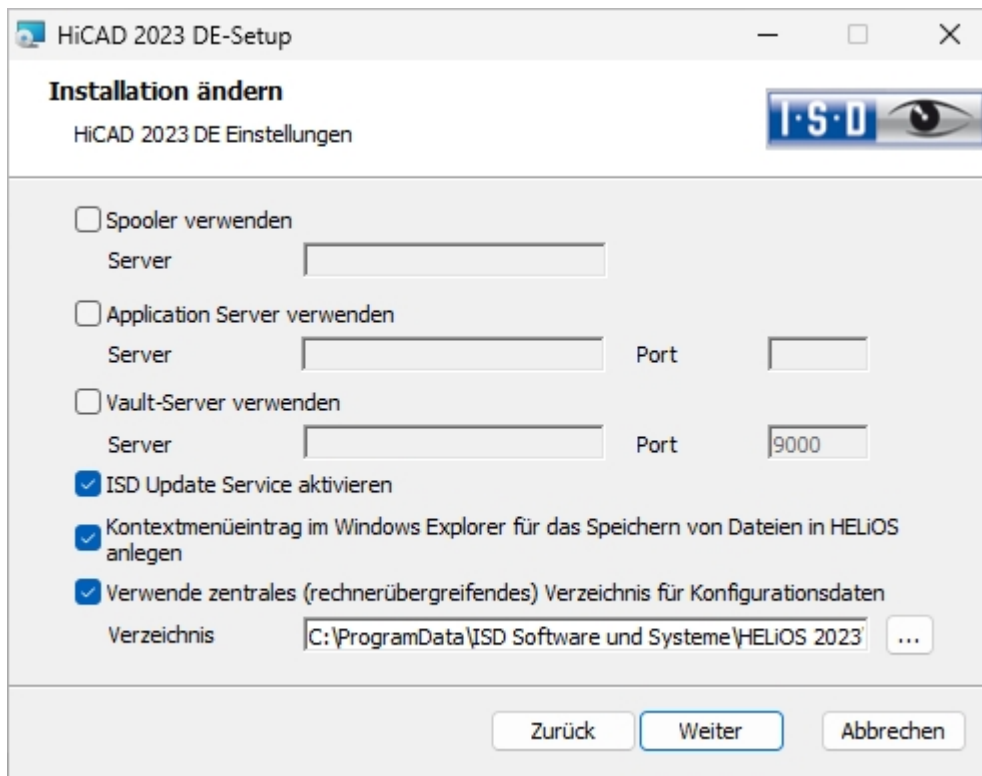 HiCAD 2023 DE-Setup
Installation ändern
HiCAD 2023 DE Einstellungen
I·S·D
Spooler verwenden
Server
Application Server verwenden
Server Port
Vault-Server verwenden
Server Port 9000
ISD Update Service aktivieren
Kontextmenüeintrag im Windows Explorer für das Speichern von Dateien in HELiOS
anlegen
Verwende zentrales (rechnerübergreifendes) Verzeichnis für Konfigurationsdaten
Verzeichnis C:\ProgramData\ISD Software und Systeme\HELiOS 2023\ ...
Zurück Weiter Abbrechen